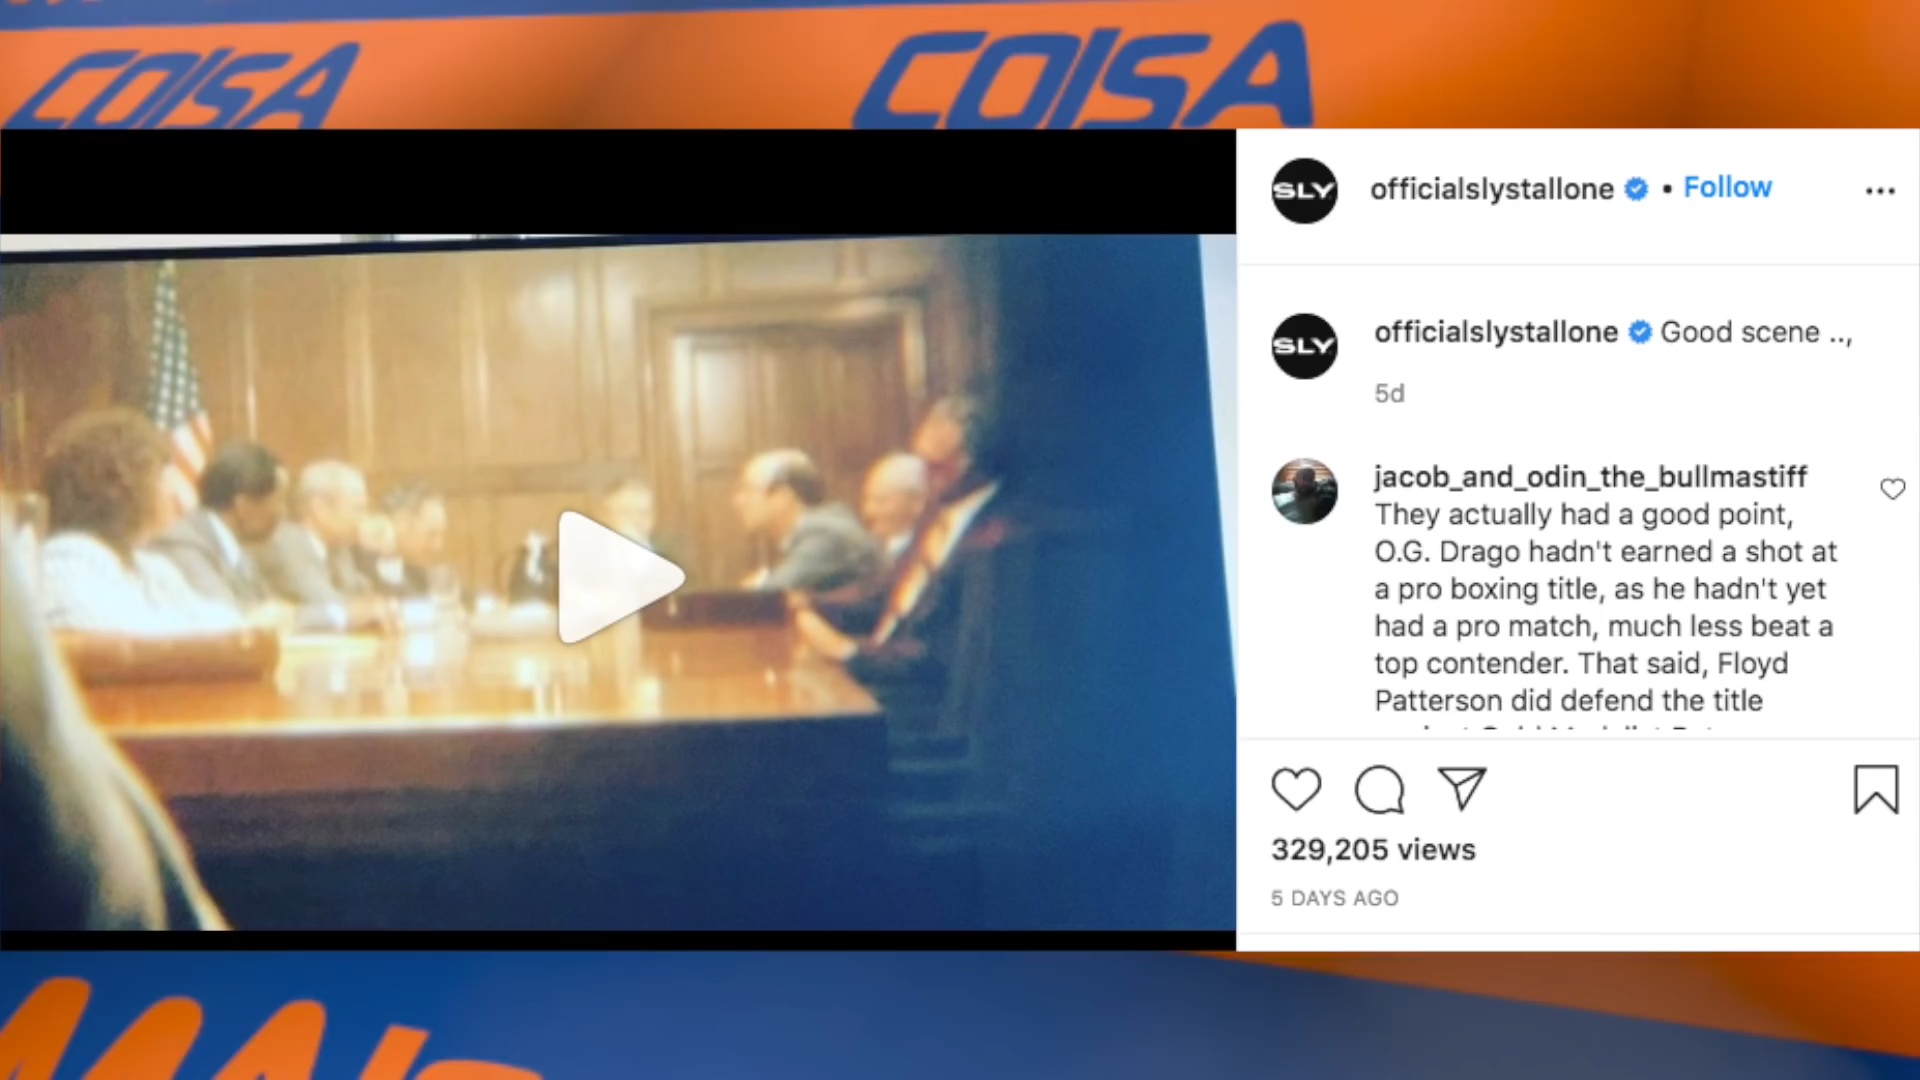 COISA
COISA
SLY
officialslystallone • Follow
SLY
officialslystallone Good scene ..,
5d
jacob_and_odin_the_bullmastiff
They actually had a good point,
O.G. Drago hadn't earned a shot at
a pro boxing title, as he hadn't yet
had a pro match, much less beat a
top contender. That said, Floyd
Patterson did defend the title
329,205 views
5 DAYS AGO